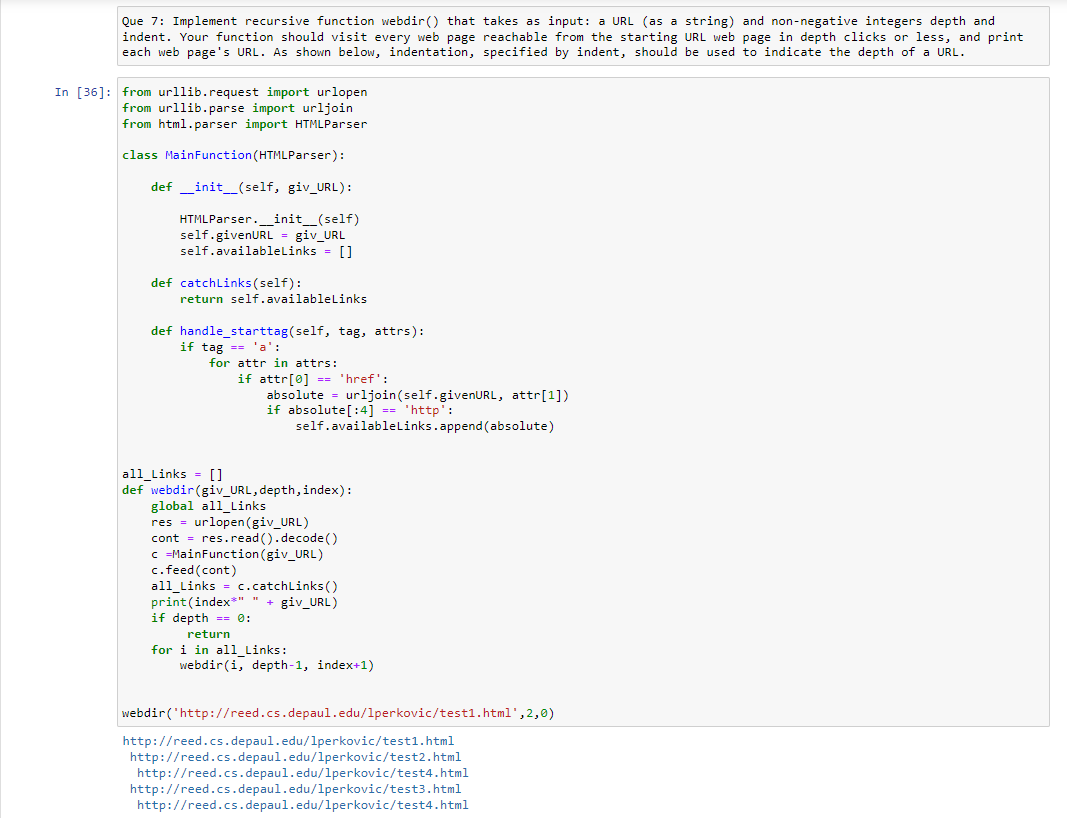 Que 7: Implement recursive function webdir() that takes as input: a URL (as a string) and non-negative integers depth and
indent. Your function should visit every web page reachable from the starting URL web page in depth clicks or less, and print
each web page's URL. As shown below, indentation, specified by indent, should be used to indicate the depth of a URL.
In [36]: from urllib.request import urlopen
from urllib.parse import urljoin
from html.parser import HTMLParser

class MainFunction(HTMLParser):

    def __init__(self, giv_URL):

        HTMLParser.__init__(self)
        self.givenURL = giv_URL
        self.availableLinks = []

    def catchLinks(self):
        return self.availableLinks

    def handle_starttag(self, tag, attrs):
        if tag == 'a':
            for attr in attrs:
                if attr[0] == 'href':
                    absolute = urljoin(self.givenURL, attr[1])
                    if absolute[:4] == 'http':
                        self.availableLinks.append(absolute)


all_Links = []
def webdir(giv_URL,depth,index):
    global all_Links
    res = urlopen(giv_URL)
    cont = res.read().decode()
    c =MainFunction(giv_URL)
    c.feed(cont)
    all_Links = c.catchLinks()
    print(index*" " + giv_URL)
    if depth == 0:
         return
    for i in all_Links:
        webdir(i, depth-1, index+1)


webdir('http://reed.cs.depaul.edu/lperkovic/test1.html',2,0)
http://reed.cs.depaul.edu/lperkovic/test1.html
 http://reed.cs.depaul.edu/lperkovic/test2.html
  http://reed.cs.depaul.edu/lperkovic/test4.html
 http://reed.cs.depaul.edu/lperkovic/test3.html
  http://reed.cs.depaul.edu/lperkovic/test4.html